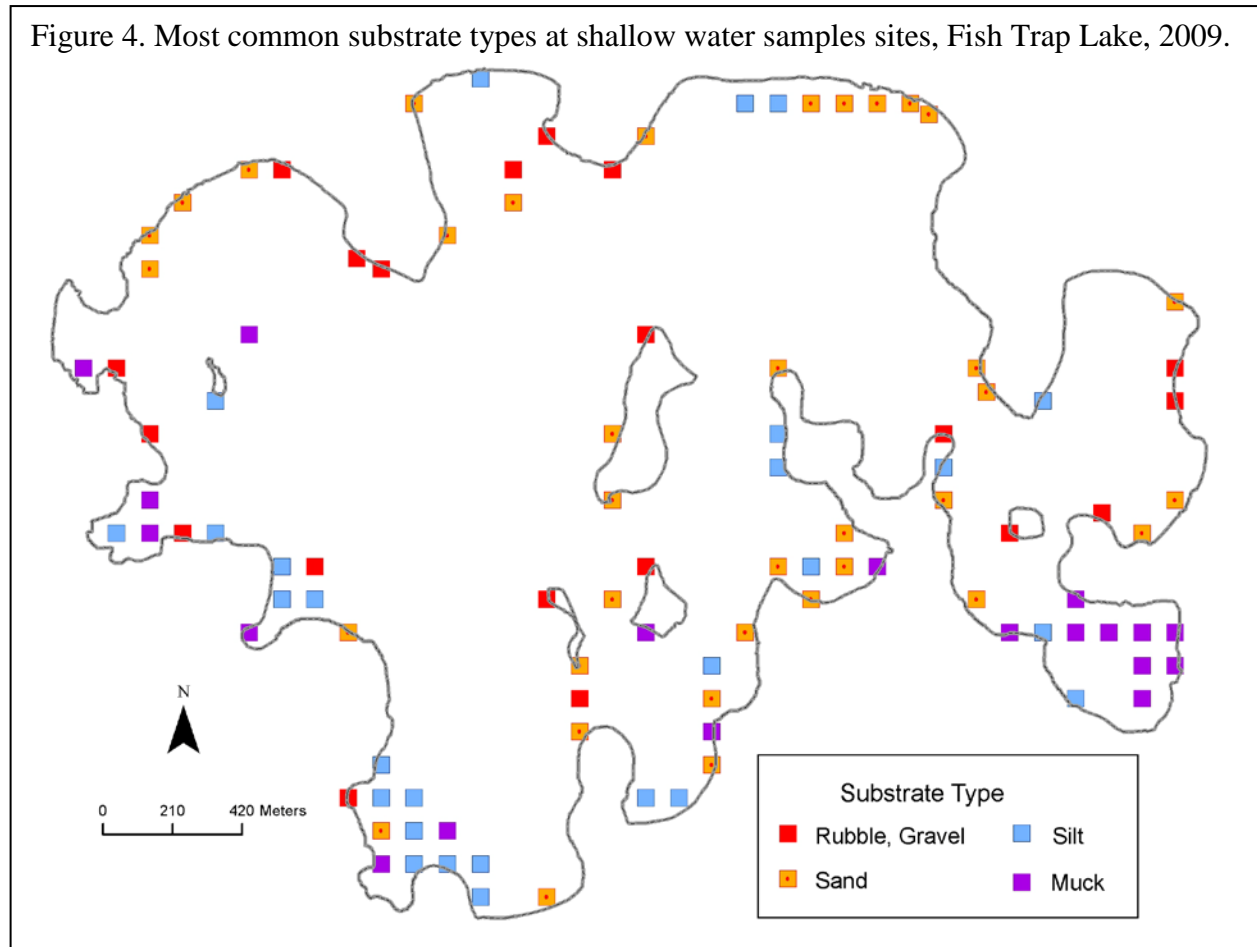 Figure 4. Most common substrate types at shallow water samples sites, Fish Trap Lake, 2009.
N
0 210 420 Meters
Substrate Type
Rubble, Gravel
Silt
Sand
Muck